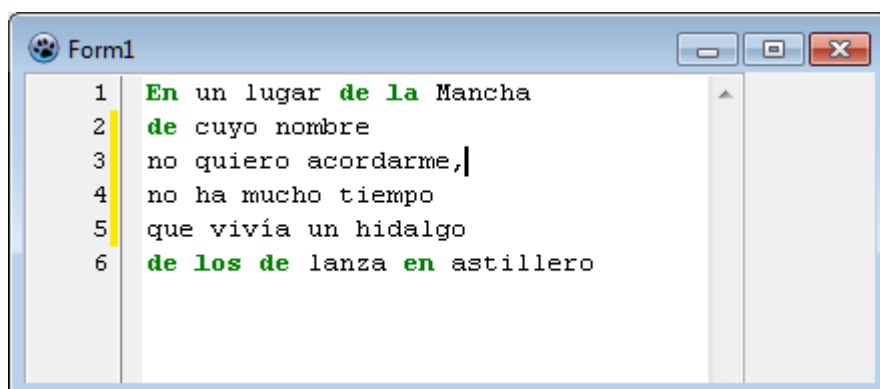 Form1
1 En un lugar de la Mancha
2 de cuyo nombre
3 no quiero acordarme,
4 no ha mucho tiempo
5 que vivía un hidalgo
6 de los de lanza en astillero